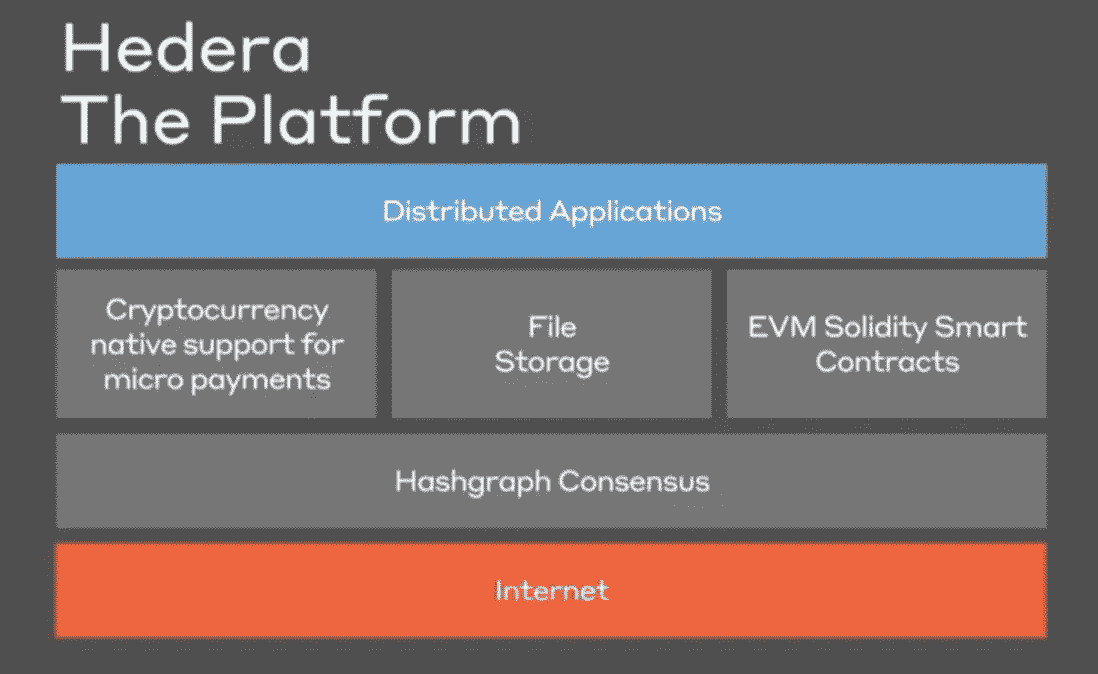 Hedera
The Platform
Distributed Applications
Cryptocurrency
native support for
micro payments
File
Storage
EVM Solidity Smart
Contracts
Hashgraph Consensus
Internet